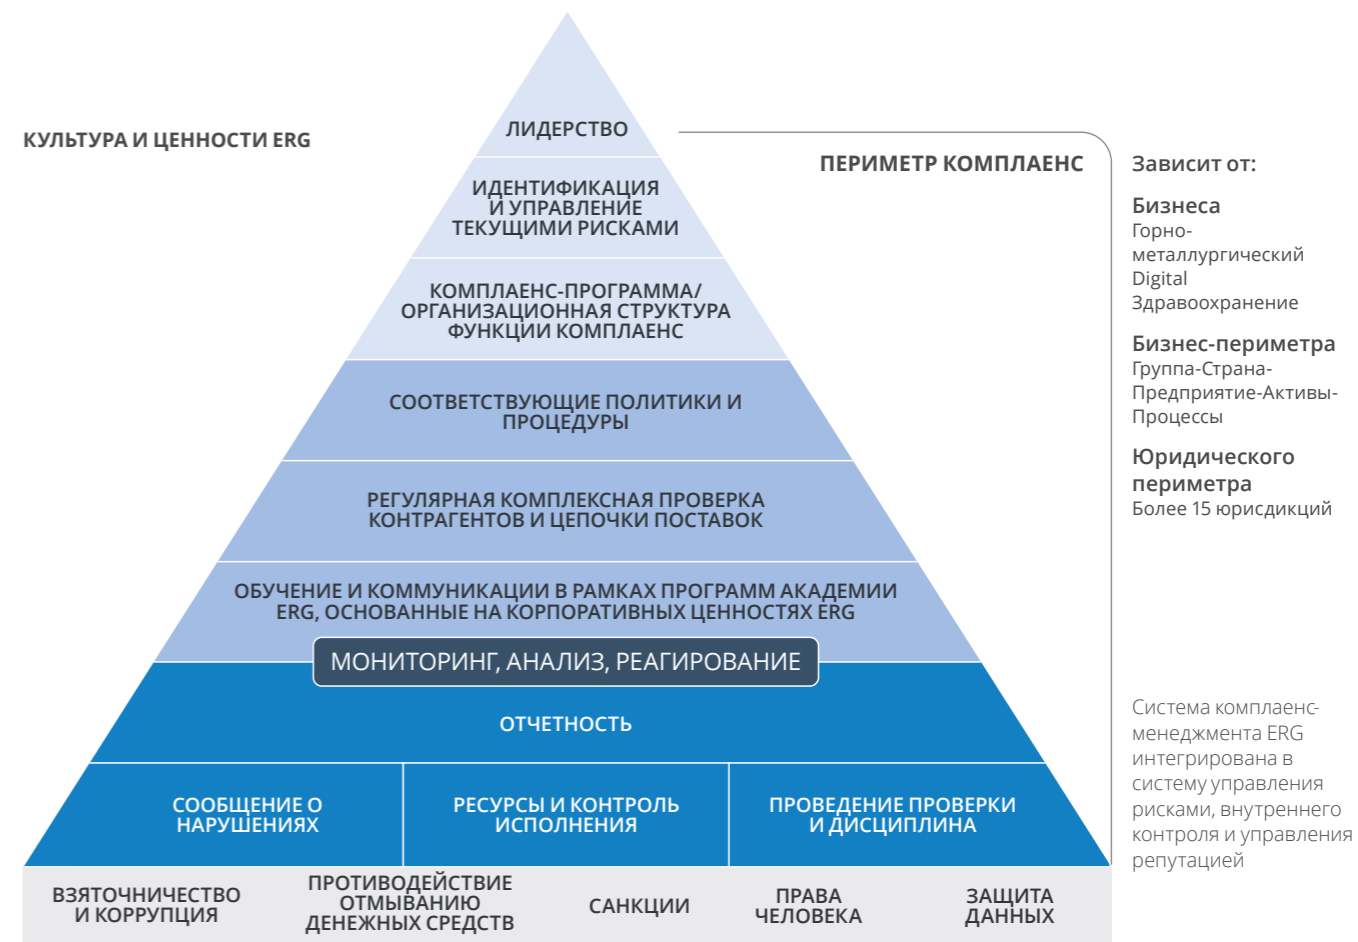 КУЛЬТУРА И ЦЕННОСТИ ERG
ЛИДЕРСТВО
ИДЕНТИФИКАЦИЯ
И УПРАВЛЕНИЕ
ТЕКУЩИМИ РИСКАМИ
КОМПЛАЕНС-ПРОГРАММА/
ОРГАНИЗАЦИОННАЯ СТРУКТУРА
ФУНКЦИИ КОМПЛАЕНС
СООТВЕТСТВУЮЩИЕ ПОЛИТИКИ И
ПРОЦЕДУРЫ
РЕГУЛЯРНАЯ КОМПЛЕКСНАЯ ПРОВЕРКА
КОНТРАГЕНТОВ И ЦЕПОЧКИ ПОСТАВОК
ОБУЧЕНИЕ И КОММУНИКАЦИИ В РАМКАХ ПРОГРАММ АКАДЕМИИ
ERG, ОСНОВАННЫЕ НА КОРПОРАТИВНЫХ ЦЕННОСТЯХ ERG
МОНИТОРИНГ, АНАЛИЗ, РЕАГИРОВАНИЕ
ОТЧЕТНОСТЬ
СООБЩЕНИЕ О
НАРУШЕНИЯХ
РЕСУРСЫ И КОНТРОЛЬ
ИСПОЛНЕНИЯ
ПРОВЕДЕНИЕ ПРОВЕРКИ
И ДИСЦИПЛИНА
ВЗЯТОЧНИЧЕСТВО
И КОРРУПЦИЯ
ПРОТИВОДЕЙСТВИЕ
ОТМЫВАНИЮ
ДЕНЕЖНЫХ СРЕДСТВ
САНКЦИИ
ПРАВА
ЧЕЛОВЕКА
ЗАЩИТА
ДАННЫХ
ПЕРИМЕТР КОМПЛАЕНС
Зависит от:
Бизнеса
Горно-
металлургический
Digital
Здравоохранение
Бизнес-периметра
Группа-Страна-
Предприятие-Активы-
Процессы
Юридического
периметра
Более 15 юрисдикций
Система комплаенс-
менеджмента ERG
интегрирована в
систему управления
рисками, внутреннего
контроля и управления
репутацией